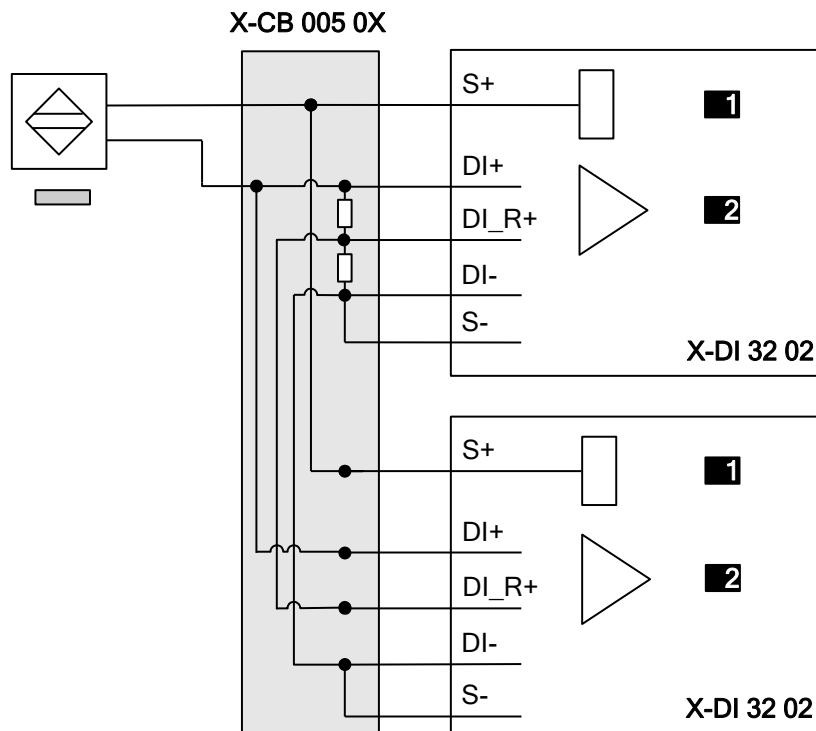 X-CB 005 0X
S+
1
DI+
2
DI_R+
DI-
S-
X-DI 32 02
S+
1
DI+
2
DI_R+
DI-
S-
X-DI 32 02